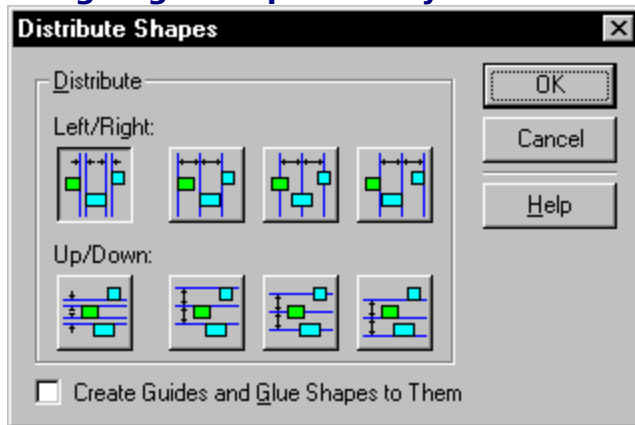 Distribute Shapes
Distribute
OK
Left/Right:
Cancel
Help
Up/Down:
Create Guides and Glue Shapes to Them